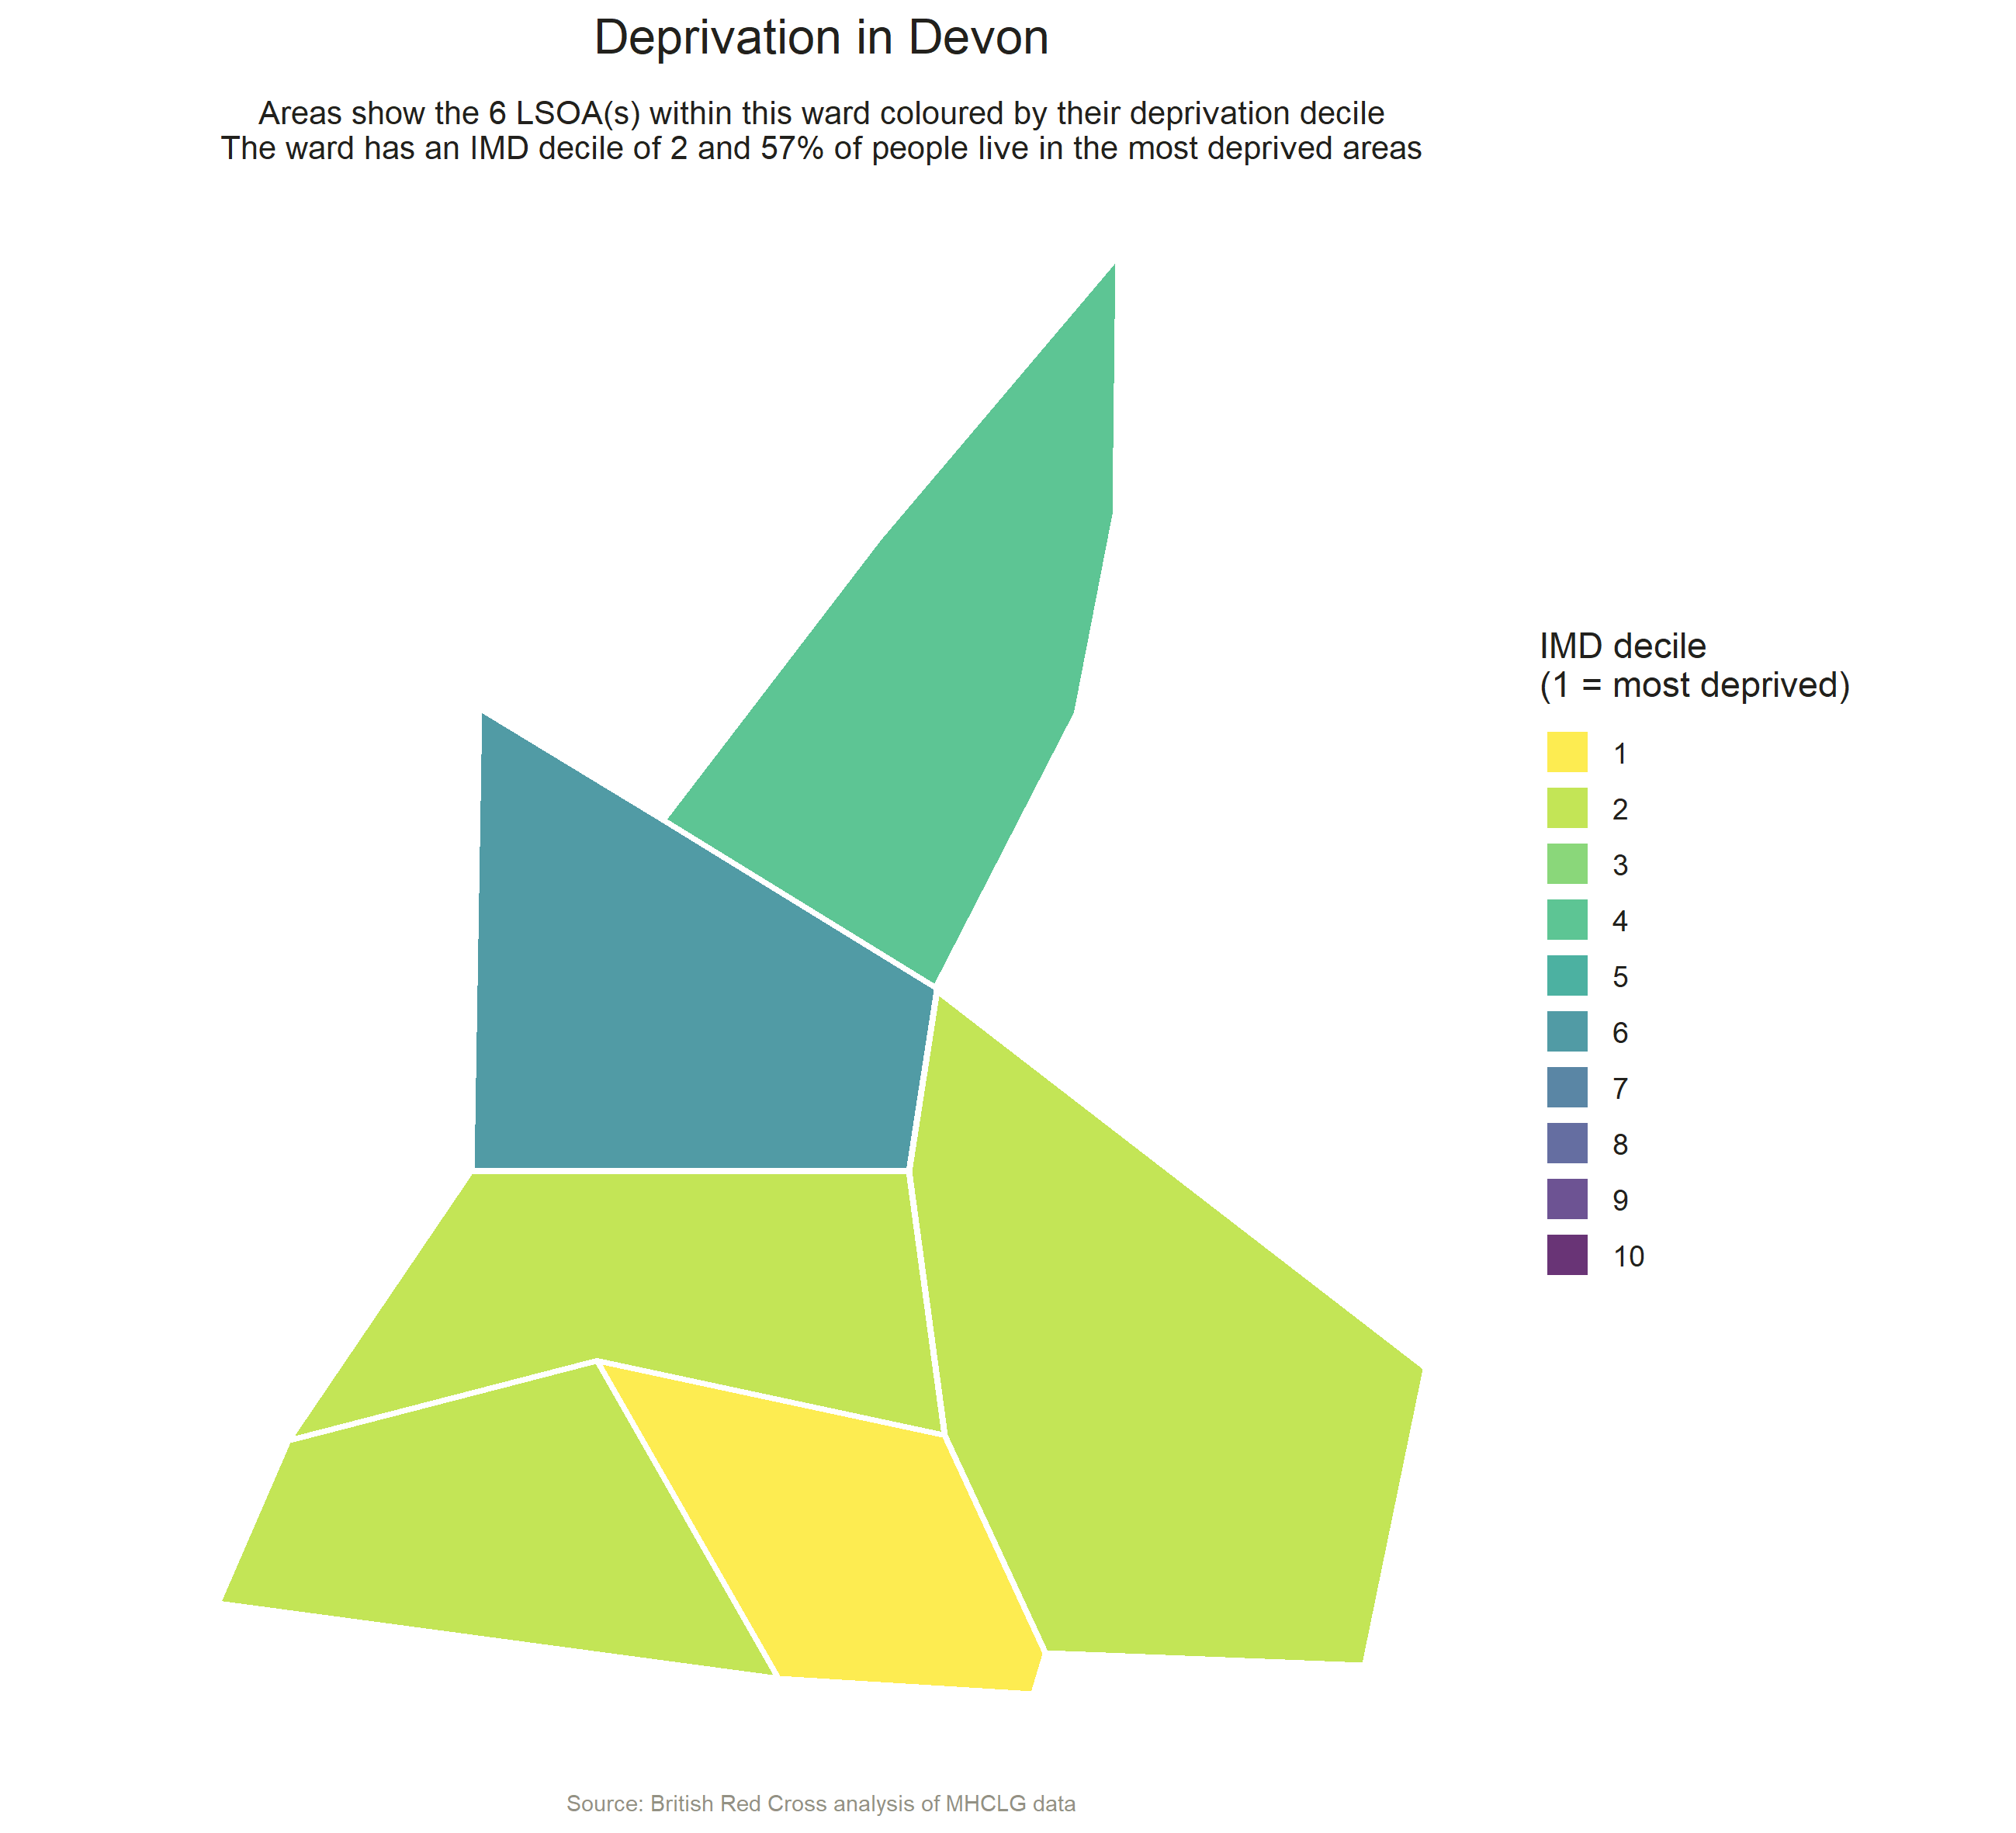 Deprivation in Devon
Areas show the 6 LSOA(s) within this ward coloured by their deprivation decile
The ward has an IMD decile of 2 and 57% of people live in the most deprived areas
IMD decile
(1 = most deprived)
1
2
3
4
5
6
7
8
9
10
Source: British Red Cross analysis of MHCLG data